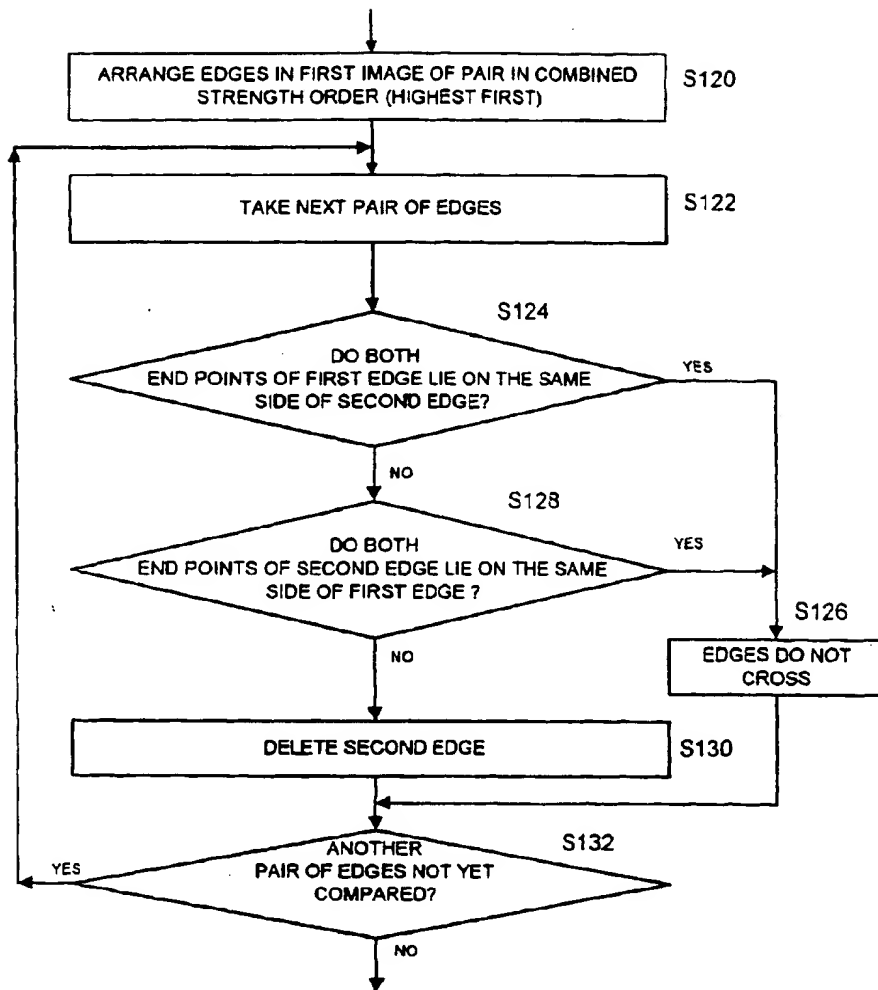 ARRANGE EDGES IN FIRST IMAGE OF PAIR IN COMBINED
STRENGTH ORDER (HIGHEST FIRST)
S120
TAKE NEXT PAIR OF EDGES
S122
S124
DO BOTH
END POINTS OF FIRST EDGE LIE ON THE SAME
SIDE OF SECOND EDGE?
YES
NO
S128
DO BOTH
END POINTS OF SECOND EDGE LIE ON THE SAME
SIDE OF FIRST EDGE ?
YES
NO
S126
EDGES DO NOT
CROSS
DELETE SECOND EDGE
S130
S132
ANOTHER
PAIR OF EDGES NOT YET
COMPARED?
YES
NO